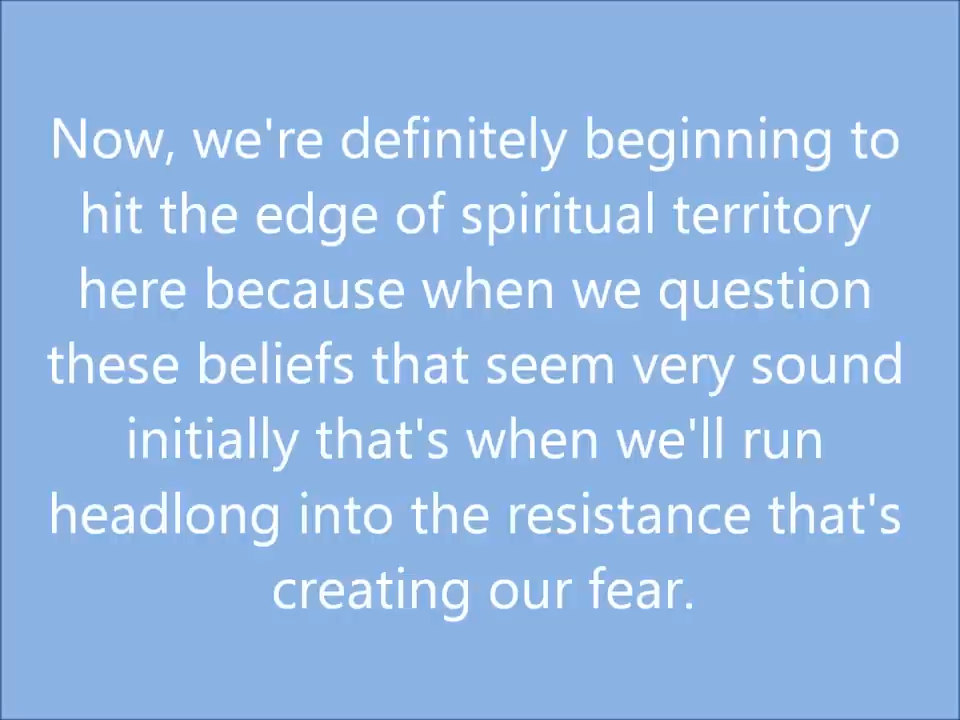 Now, we're definitely beginning to
hit the edge of spiritual territory
here because when we question
these beliefs that seem very sound
initially that's when we'll run
headlong into the resistance that's
creating our fear.